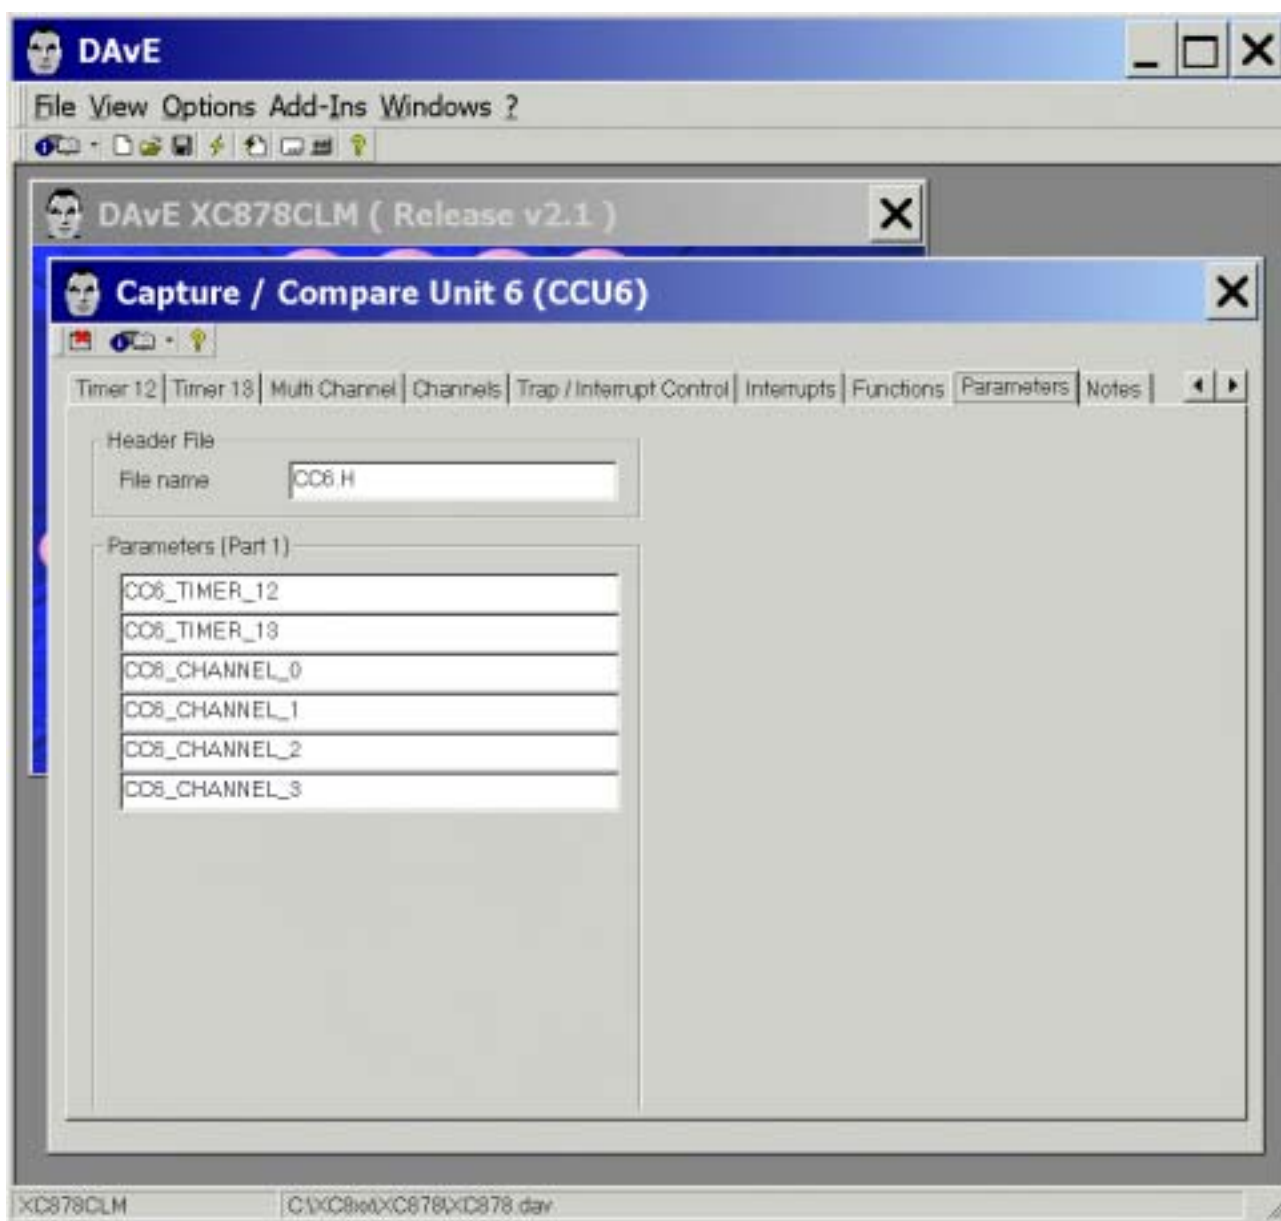 DAvE
File View Options Add-Ins Windows ?
DAvE XC878CLM ( Release v2.1 )
Capture / Compare Unit 6 (CCU6)
Timer 12 Timer 13 Multi Channel Channels Trap / Interrupt Control Interrupts Functions Parameters Notes
Header File
File name CC6.H
Parameters (Part 1)
CC6_TIMER_12
CC6_TIMER_13
CC6_CHANNEL_0
CC6_CHANNEL_1
CC6_CHANNEL_2
CC6_CHANNEL_3
XC878CLM C:\XC8xx\XC878\XC878.dav